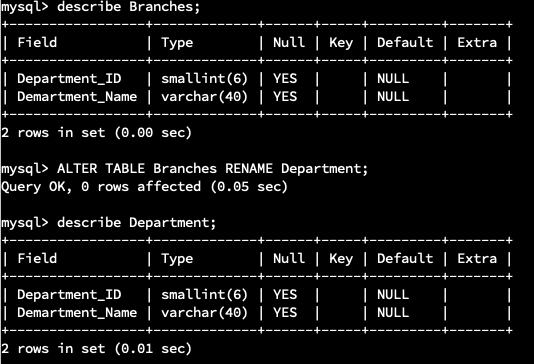 mysql> describe Branches;
+-----------------+-------------+------+-----+---------+-------+
| Field           | Type        | Null | Key | Default | Extra |
+-----------------+-------------+------+-----+---------+-------+
| Department_ID   | smallint(6) | YES  |     | NULL    |       |
| Demartment_Name | varchar(40) | YES  |     | NULL    |       |
+-----------------+-------------+------+-----+---------+-------+
2 rows in set (0.00 sec)
mysql> ALTER TABLE Branches RENAME Department;
Query OK, 0 rows affected (0.05 sec)
mysql> describe Department;
+-----------------+-------------+------+-----+---------+-------+
| Field           | Type        | Null | Key | Default | Extra |
+-----------------+-------------+------+-----+---------+-------+
| Department_ID   | smallint(6) | YES  |     | NULL    |       |
| Demartment_Name | varchar(40) | YES  |     | NULL    |       |
+-----------------+-------------+------+-----+---------+-------+
2 rows in set (0.01 sec)